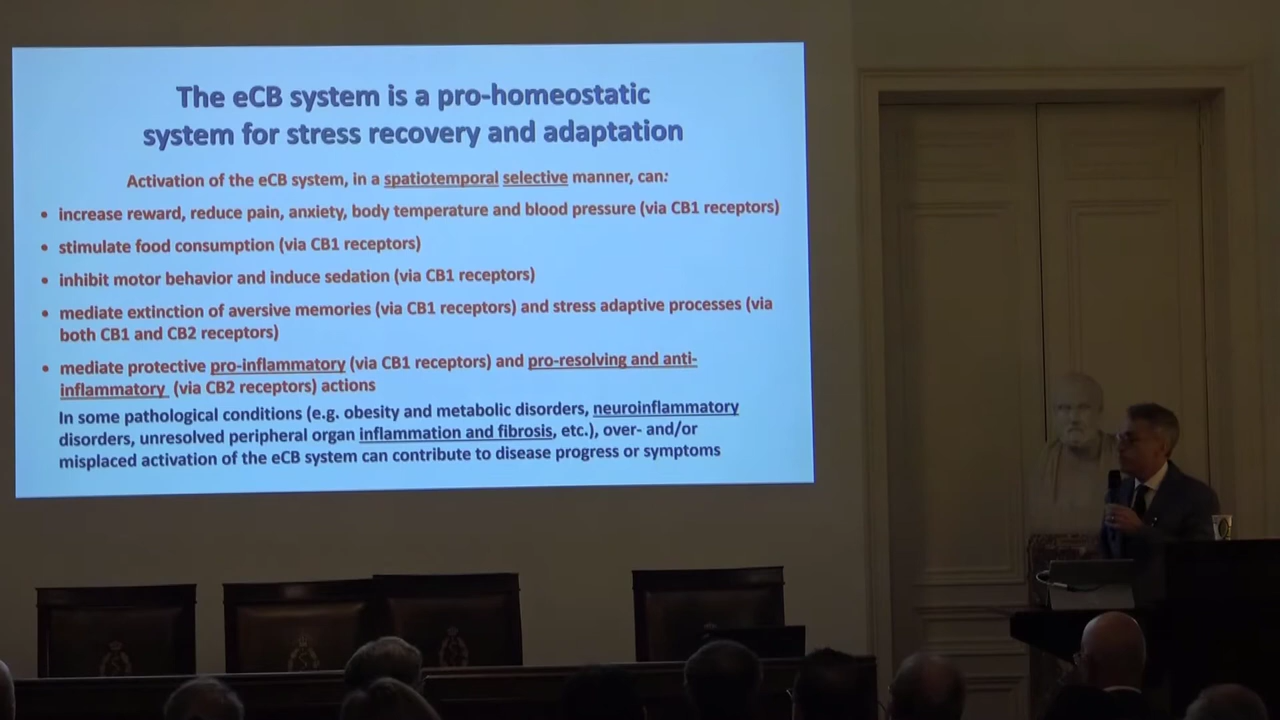 The eCB system is a pro-homeostatic
system for stress recovery and adaptation
Activation of the eCB system, in a spatiotemporal selective manner, can:
• increase reward, reduce pain, anxiety, body temperature and blood pressure (via CB1 receptors)
• stimulate food consumption (via CB1 receptors)
• inhibit motor behavior and induce sedation (via CB1 receptors)
• mediate extinction of aversive memories (via CB1 receptors) and stress adaptive processes (via
both CB1 and CB2 receptors)
• mediate protective pro-inflammatory (via CB1 receptors) and pro-resolving and anti-
inflammatory (via CB2 receptors) actions
In some pathological conditions (e.g. obesity and metabolic disorders, neuroinflammatory
disorders, unresolved peripheral organ inflammation and fibrosis, etc.), over- and/or
misplaced activation of the eCB system can contribute to disease progress or symptoms